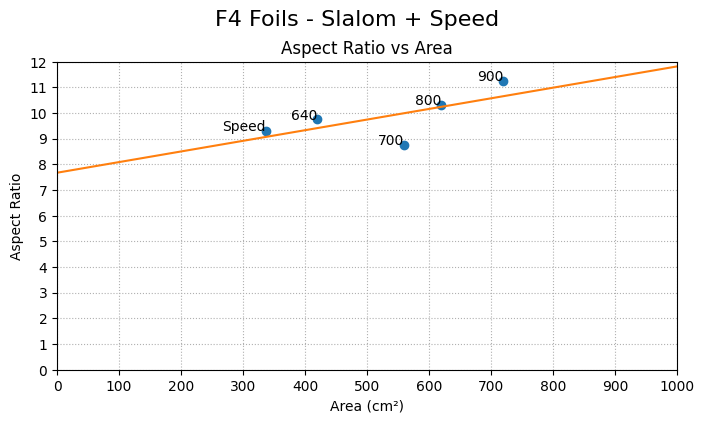 F4 Foils - Slalom + Speed
Aspect Ratio vs Area
12
11
10
9
8
7
6
5
4
3
2
1
0
Aspect Ratio
Speed
640
700
800
900
0 100 200 300 400 500 600 700 800 900 1000
Area (cm²)